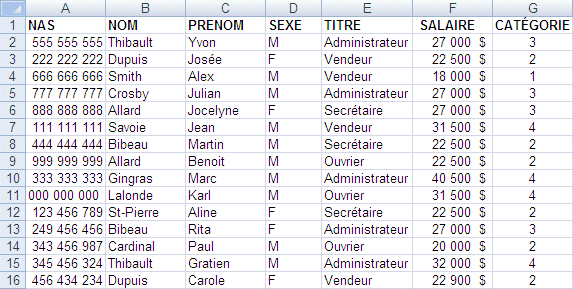 A B C D E F G
1 NAS NOM PRENOM SEXE TITRE SALAIRE CATÉGORIE
2 555 555 555 Thibault Yvon M Administrateur 27 000 $ 3
3 222 222 222 Dupuis Josée F Vendeur 22 500 $ 2
4 666 666 666 Smith Alex M Vendeur 18 000 $ 1
5 777 777 777 Crosby Julian M Administrateur 27 000 $ 3
6 888 888 888 Allard Jocelyne F Secrétaire 27 000 $ 3
7 111 111 111 Savoie Jean M Vendeur 31 500 $ 4
8 444 444 444 Bibeau Martin M Secrétaire 22 500 $ 2
9 999 999 999 Allard Benoit M Ouvrier 22 500 $ 2
10 333 333 333 Gingras Marc M Administrateur 40 500 $ 4
11 000 000 000 Lalonde Karl M Ouvrier 31 500 $ 4
12 123 456 789 St-Pierre Aline F Secrétaire 22 500 $ 2
13 249 456 456 Bibeau Rita F Administrateur 27 000 $ 3
14 343 456 987 Cardinal Paul M Ouvrier 20 000 $ 2
15 345 456 324 Thibault Gratien M Administrateur 32 000 $ 4
16 456 434 234 Dupuis Carole F Vendeur 22 900 $ 2